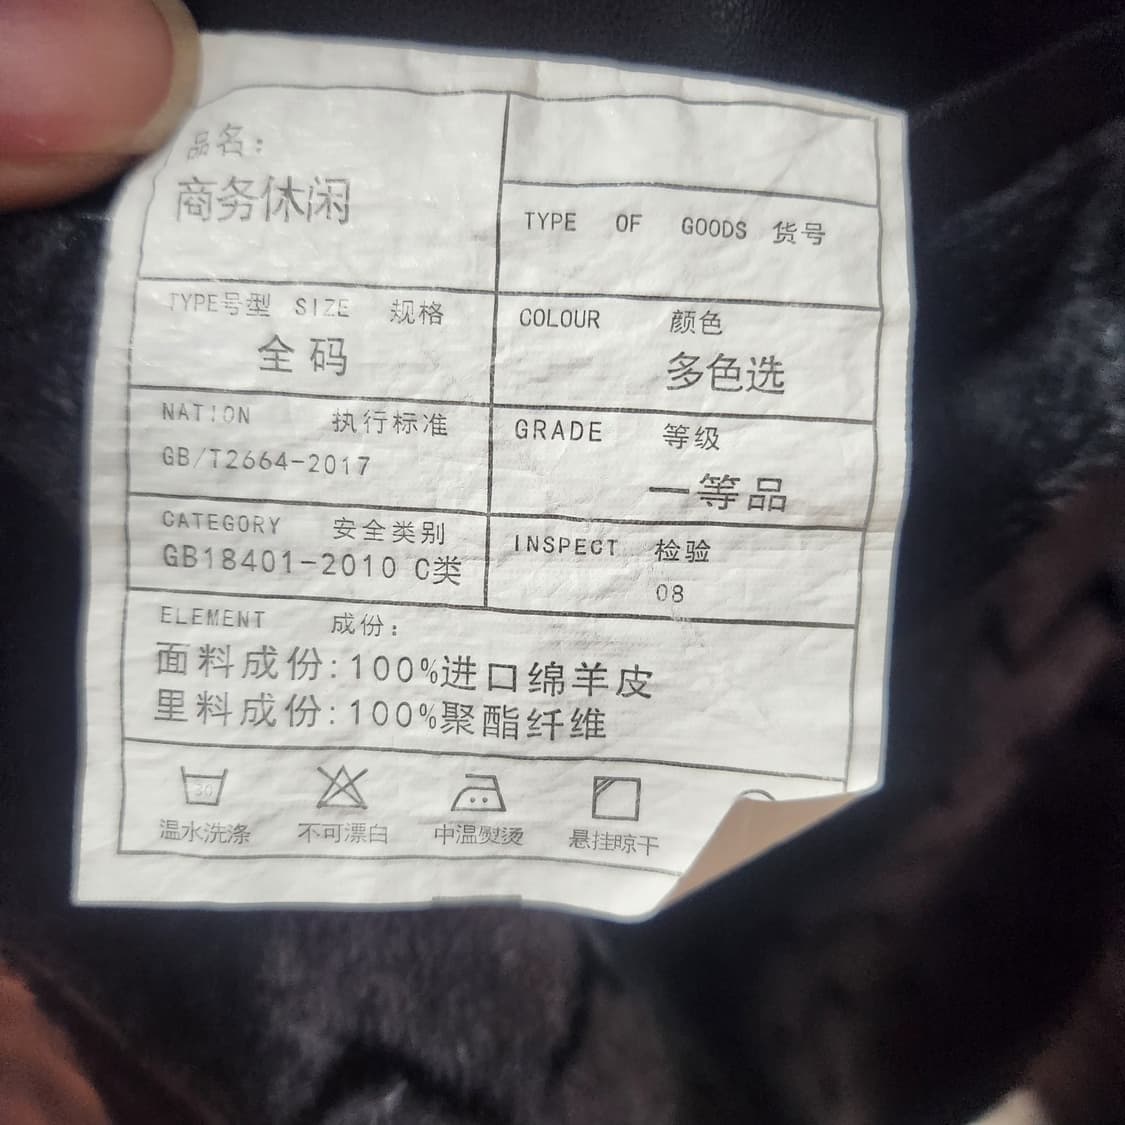 品名：
商务休闲
TYPE OF GOODS 货号
TYPE号型 SIZE 规格
全码
COLOUR 颜色
多色选
NATION 执行标准
GB/T2664-2017
GRADE 等级
一等品
CATEGORY 安全类别
GB18401-2010 C类
INSPECT 检验
08
ELEMENT 成份：
面料成份：100%进口绵羊皮
里料成份：100%聚酯纤维
30
温水洗涤 不可漂白 中温熨烫 悬挂晾干